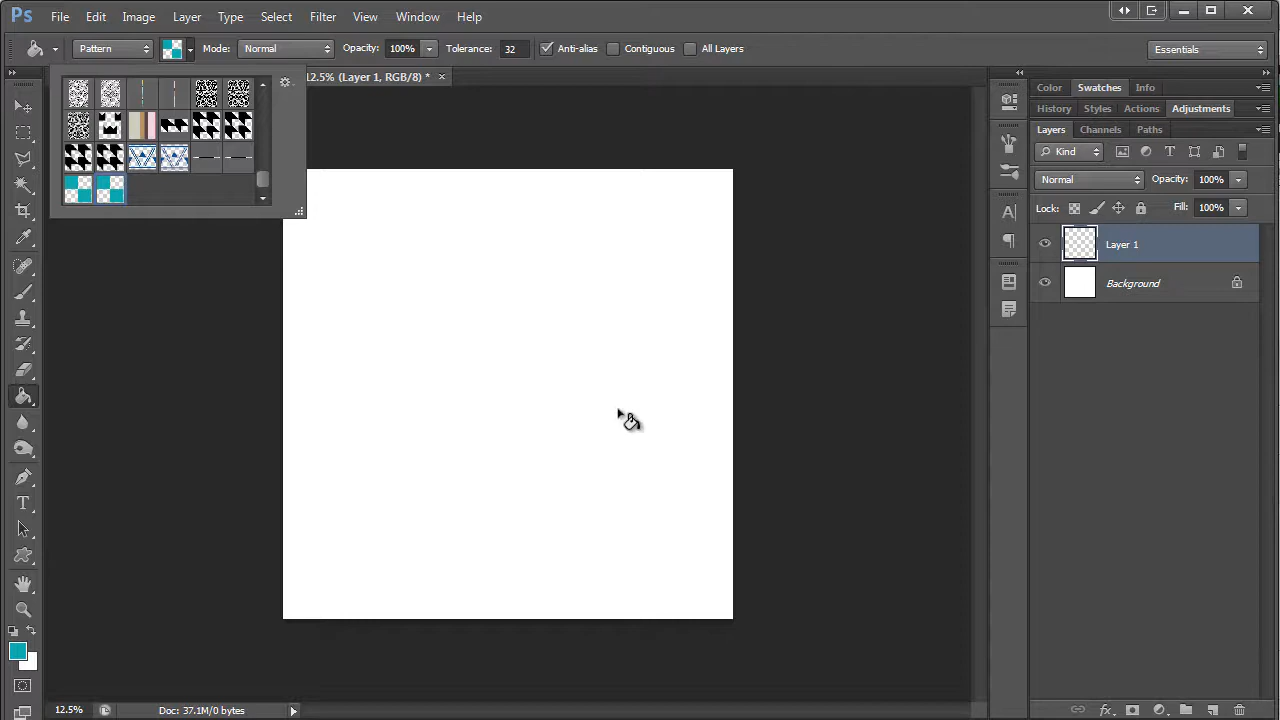 Ps File Edit Image Layer Type Select Filter View Window Help
Pattern Mode: Normal Opacity: 100% Tolerance: 32 Anti-alias Contiguous All Layers Essentials
12.5% (Layer 1, RGB/8) *
Color Swatches Info
History Styles Actions Adjustments
Layers Channels Paths
Kind
Normal Opacity: 100%
Lock: Fill: 100%
Layer 1
Background
12.5% Doc: 37.1M/0 bytes